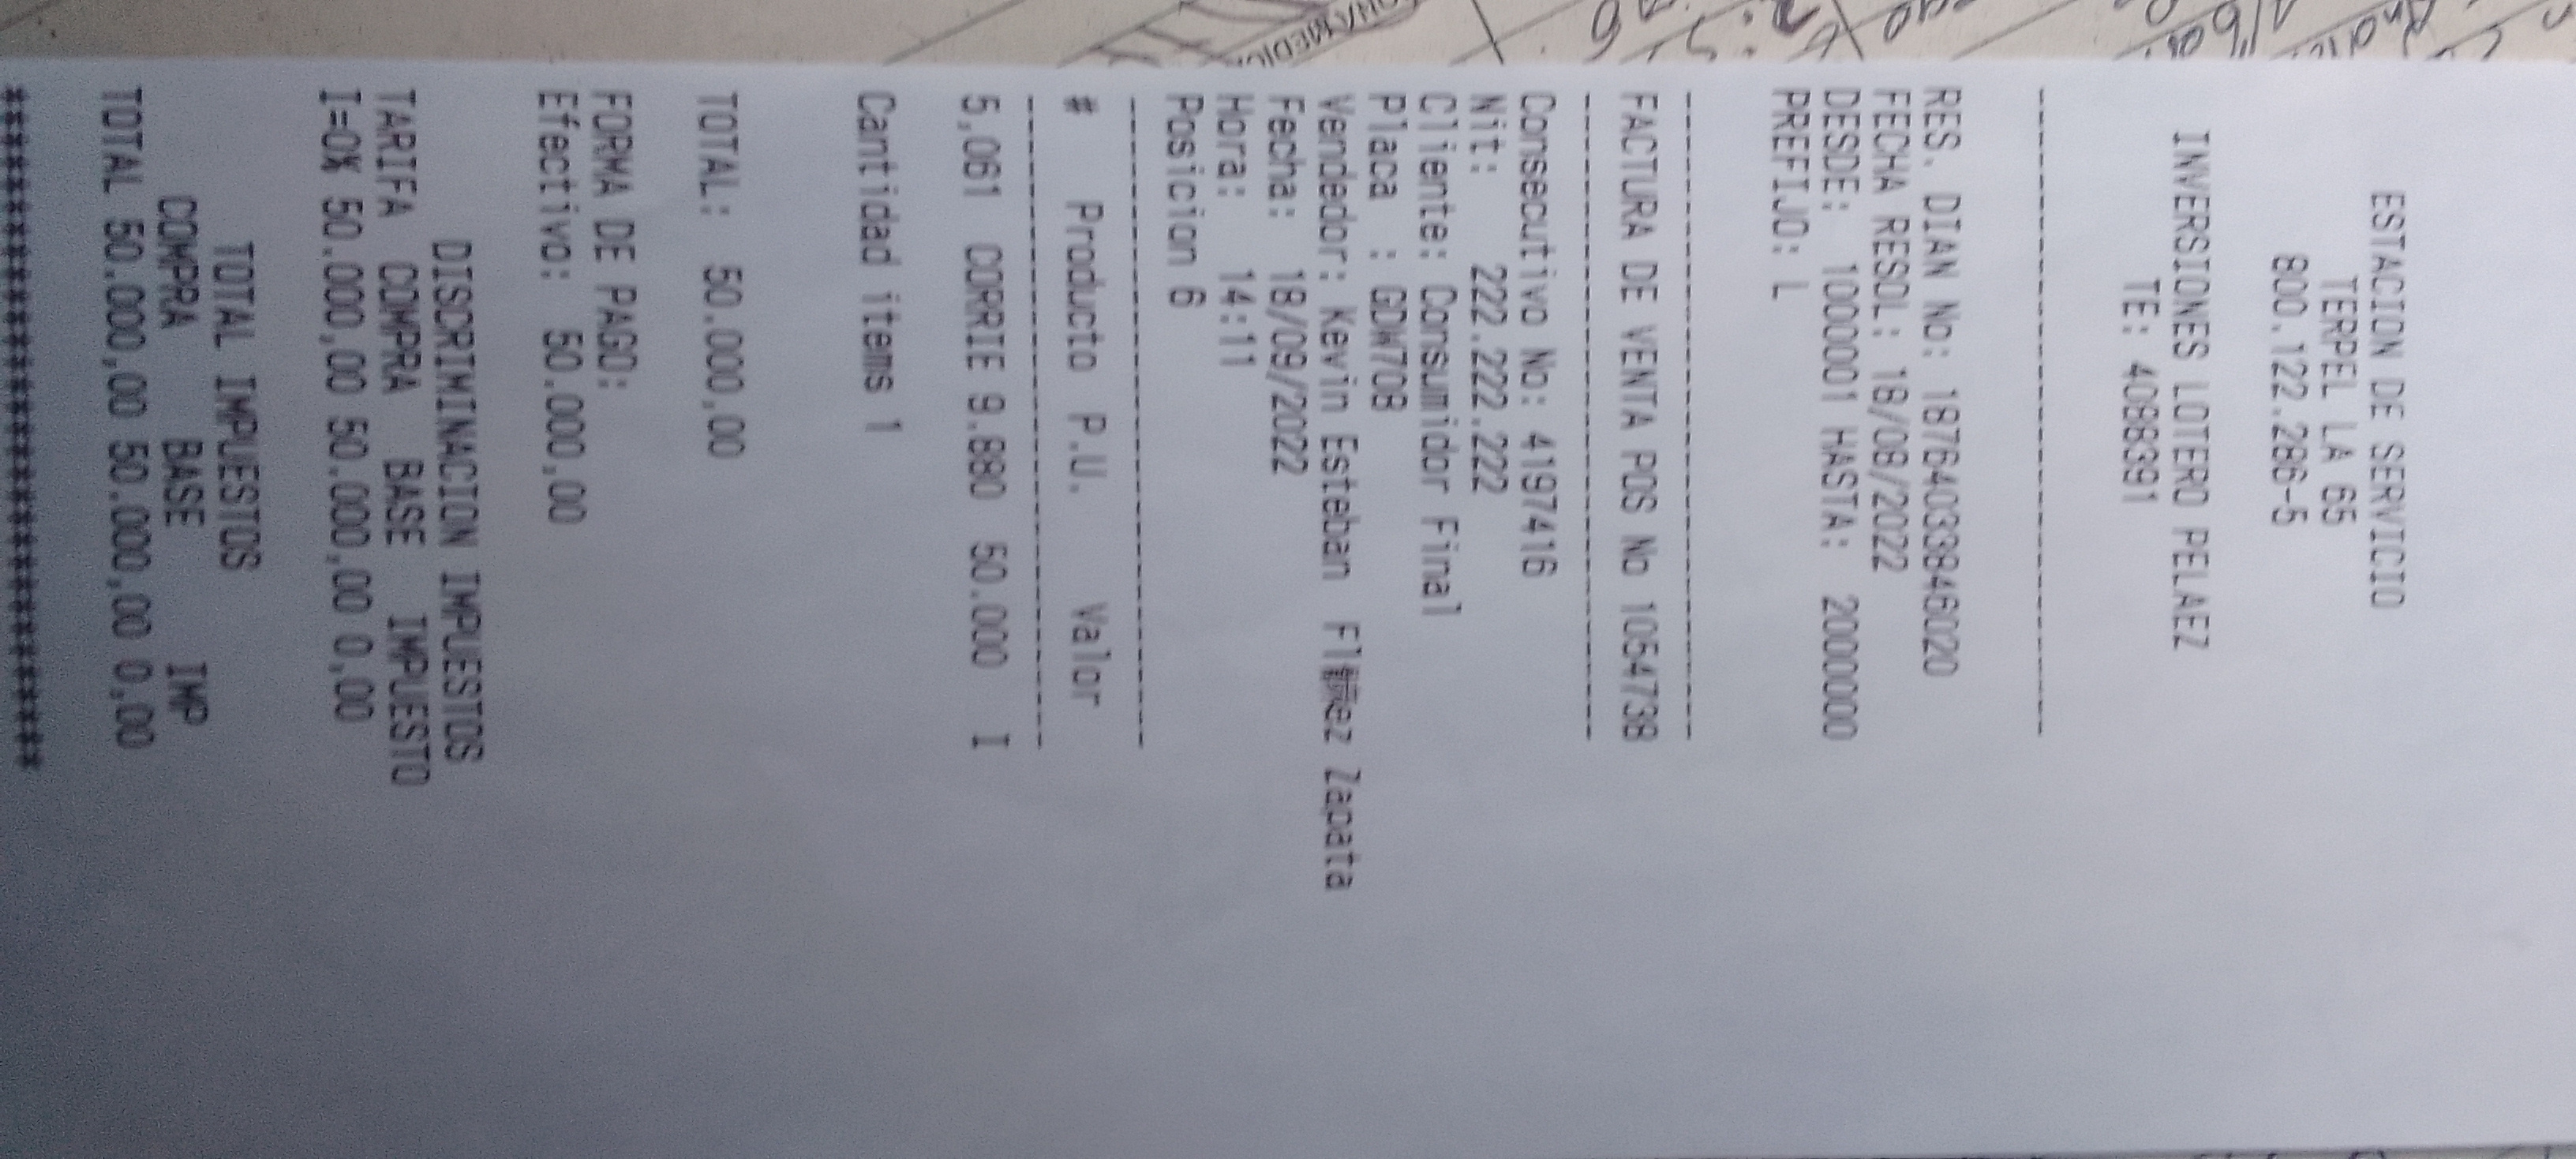 ESTACION DE SERVICIO
TERPEL LA 65
800.122.286-5
INVERSIONES LOTERO PELAEZ
TE: 4088391
RES. DIAN No: 18764033846020
FECHA RESOL: 18/08/2022
DESDE: 1000001 HASTA: 20000000
PREFIJO: L
FACTURA DE VENTA POS No 10547398
Consecutivo No: 4197416
Nit: 222.222.222
Cliente: Consumidor Final
Placa : GDW708
Vendedor: Kevin Esteban Zapata
Fecha: 18/09/2022
Hora: 14:11
Posicion 6
# Producto P.U. Valor
5,061 CORRIE 9.880 50.000 I
Cantidad items 1
TOTAL: 50.000,00
FORMA DE PAGO:
Efectivo: 50.000,00
DISCRIMINACION IMPUESTOS
TARIFA COMPRA BASE IMPUESTO
I=0% 50.000,00 50.000,00 0,00
TOTAL IMPUESTOS
COMPRA BASE IMP
TOTAL 50.000,00 50.000,00 0,00